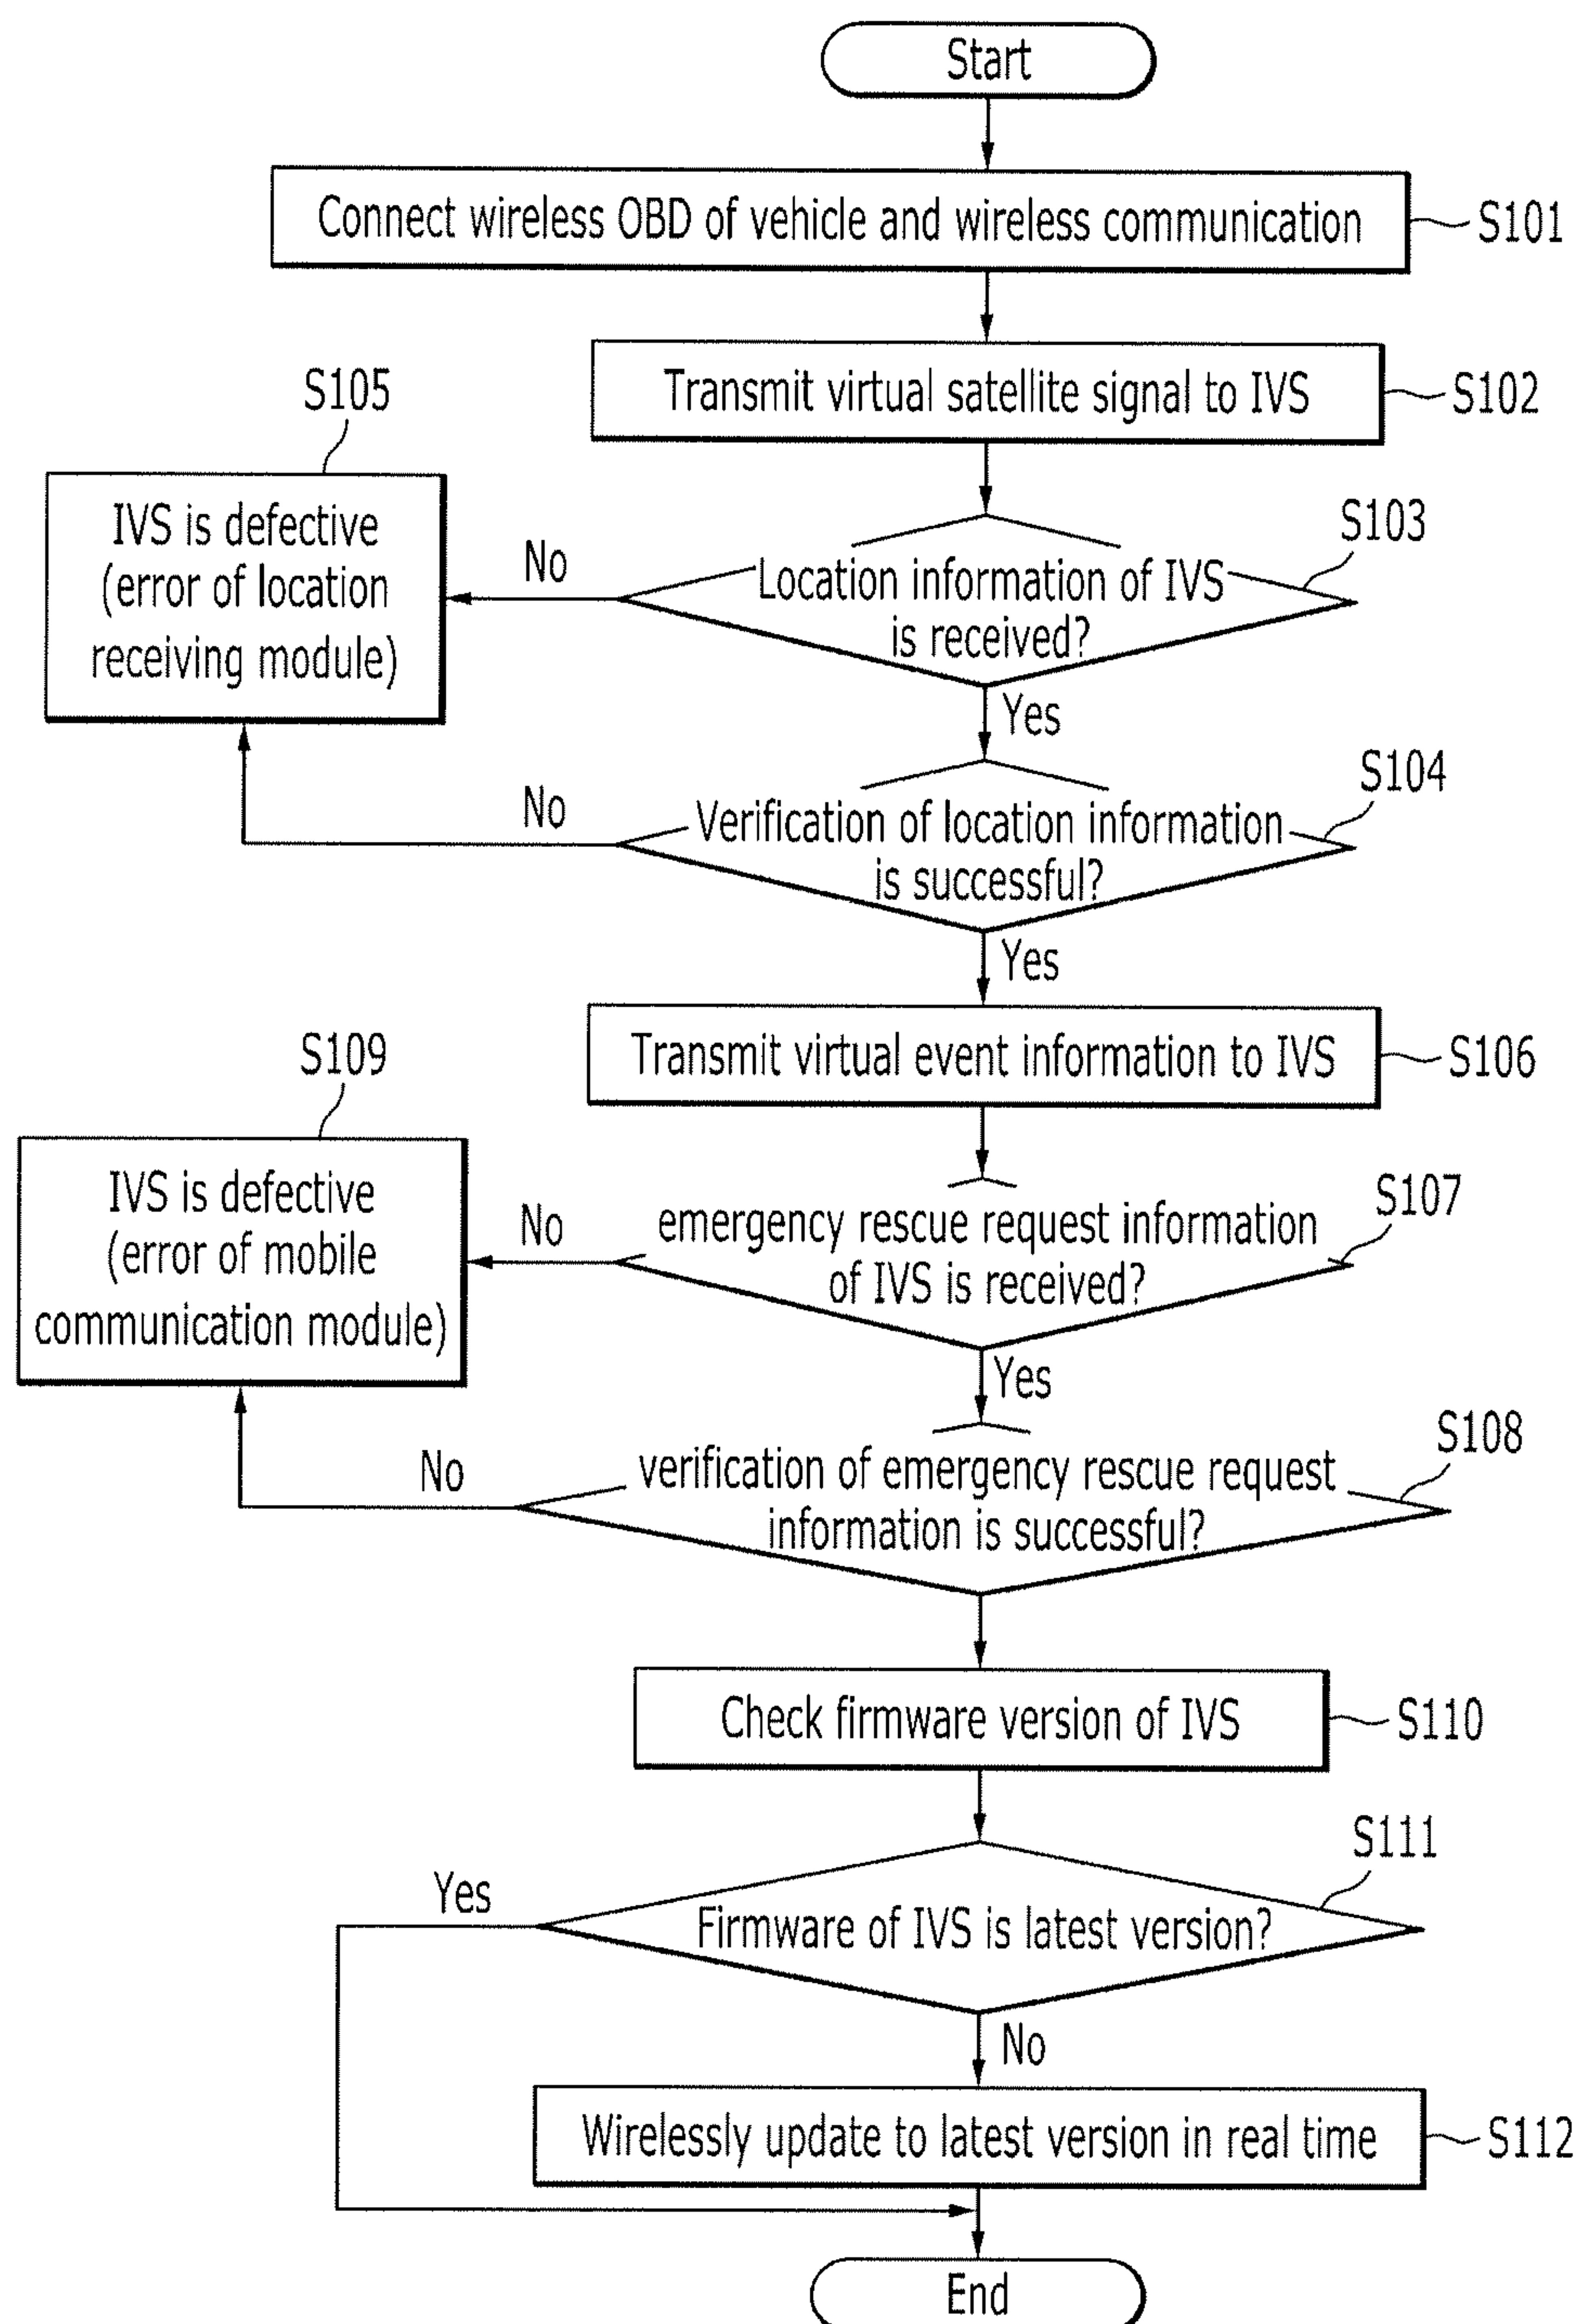 Start
Connect wireless OBD of vehicle and wireless communication
S101
Transmit virtual satellite signal to IVS
S102
S105
IVS is defective
(error of location
receiving module)
No
Location information of IVS
is received?
S103
Yes
No
Verification of location information
is successful?
S104
Yes
Transmit virtual event information to IVS
S106
S109
IVS is defective
(error of mobile
communication module)
No
emergency rescue request information
of IVS is received?
S107
Yes
No
verification of emergency rescue request
information is successful?
S108
Check firmware version of IVS
S110
S111
Yes
Firmware of IVS is latest version?
No
Wirelessly update to latest version in real time
S112
End